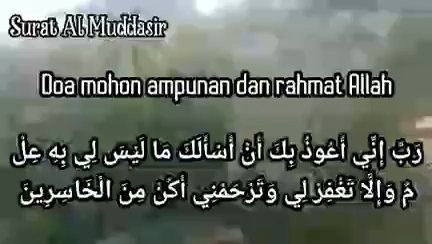 Surat Al Muddasir
Doa mohon ampunan dan rahmat Allah
رَبِّ إِنِّي أَعُوذُ بِكَ أَنْ أَسْأَلَكَ مَا لَيْسَ لِي بِهِ عِلْ
مٌ وَإِلَّا تَغْفِرْ لِي وَتَرْحَمْنِي أَكُنْ مِنَ الْخَاسِرِينَ